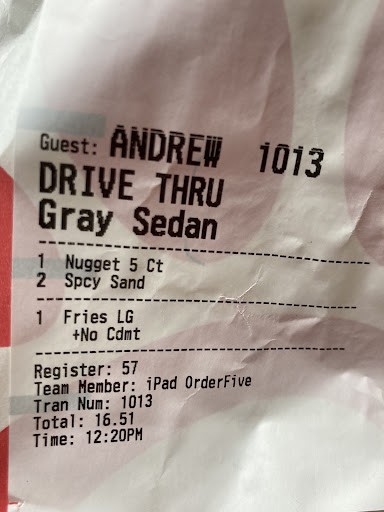 Guest: ANDREW 1013
DRIVE THRU
Gray Sedan
1 Nugget 5 Ct
2 Spcy Sand
1 Fries LG
+No Cdmt
Register: 57
Team Member: iPad OrderFive
Tran Num: 1013
Total: 16.51
Time: 12:20PM